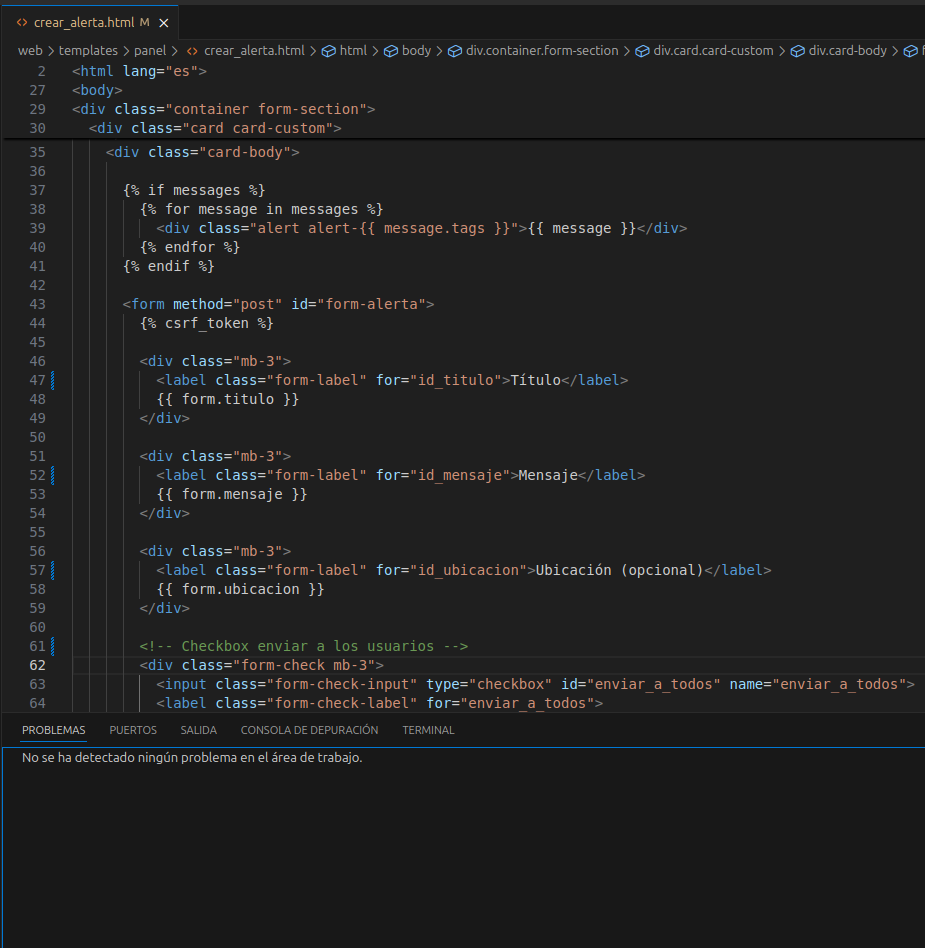 crear_alerta.html M
web > templates > panel > crear_alerta.html > html > body > div.container.form-section > div.card.card-custom > div.card-body >
2 <html lang="es">
27 <body>
29 <div class="container form-section">
30 <div class="card card-custom">
35 <div class="card-body">
36
37 {% if messages %}
38 {% for message in messages %}
39 <div class="alert alert-{{ message.tags }}">{{ message }}</div>
40 {% endfor %}
41 {% endif %}
42
43 <form method="post" id="form-alerta">
44 {% csrf_token %}
45
46 <div class="mb-3">
47 <label class="form-label" for="id_titulo">Título</label>
48 {{ form.titulo }}
49 </div>
50
51 <div class="mb-3">
52 <label class="form-label" for="id_mensaje">Mensaje</label>
53 {{ form.mensaje }}
54 </div>
55
56 <div class="mb-3">
57 <label class="form-label" for="id_ubicacion">Ubicación (opcional)</label>
58 {{ form.ubicacion }}
59 </div>
60
61 <!-- Checkbox enviar a los usuarios -->
62 <div class="form-check mb-3">
63 <input class="form-check-input" type="checkbox" id="enviar_a_todos" name="enviar_a_todos">
64 <label class="form-check-label" for="enviar_a_todos">
PROBLEMAS PUERTOS SALIDA CONSOLA DE DEPURACIÓN TERMINAL
No se ha detectado ningún problema en el área de trabajo.